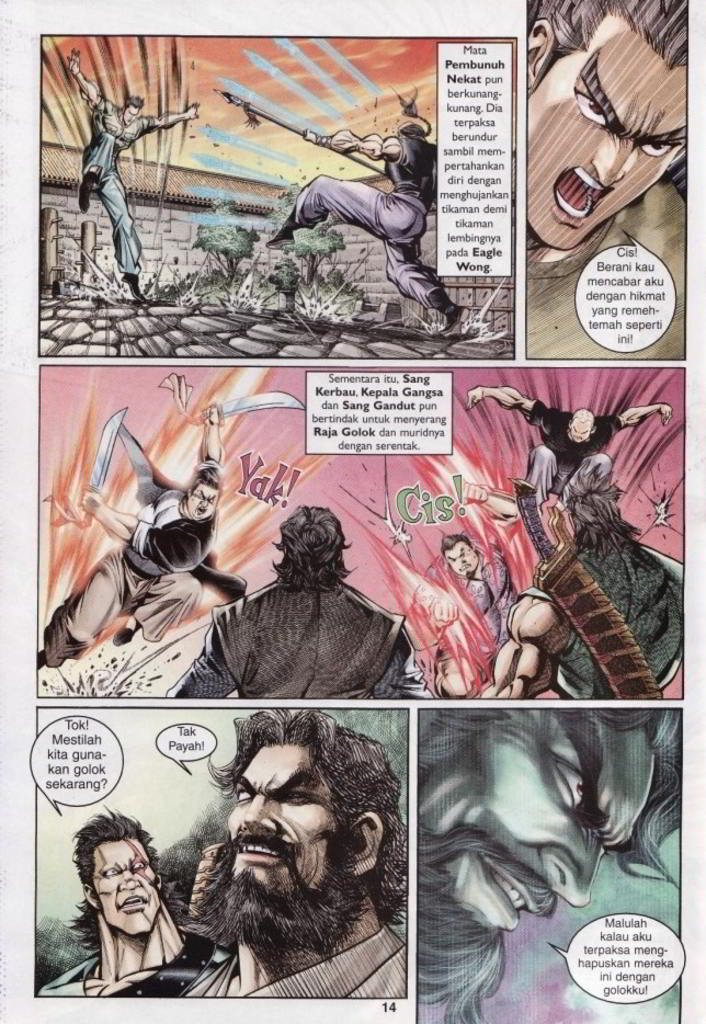 Mata
Pembunuh
Nekat pun
berkunang-
kunang. Dia
terpaksa
berundur
sambil mem-
pertahankan
diri dengan
menghujankan
tikaman demi
tikaman
lembingnya
pada Eagle
Wong.
Cis!
Berani kau
mencabar aku
dengan hikmat
yang remeh-
temah seperti
ini!
Sementara itu, Sang
Kerbau, Kepala Gangsa
dan Sang Gandut pun
bertindak untuk menyerang
Raja Golok dan muridnya
dengan serentak.
Yak!
Cis!
Tok!
Mestilah
kita guna-
kan golok
sekarang?
Tak
Payah!
Malulah
kalau aku
terpaksa meng-
hapuskan mereka
ini dengan
golokku!
14